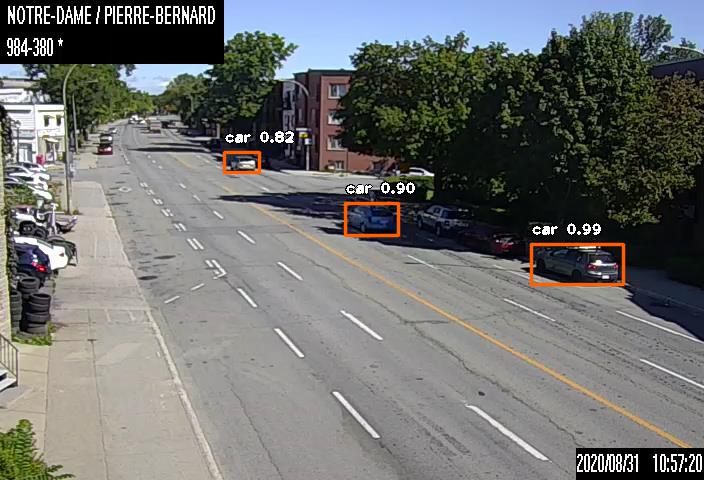 NOTRE-DAME / PIERRE-BERNARD
984-380 *
car 0.82
car 0.90
car 0.99
2020/08/31 10:57:20